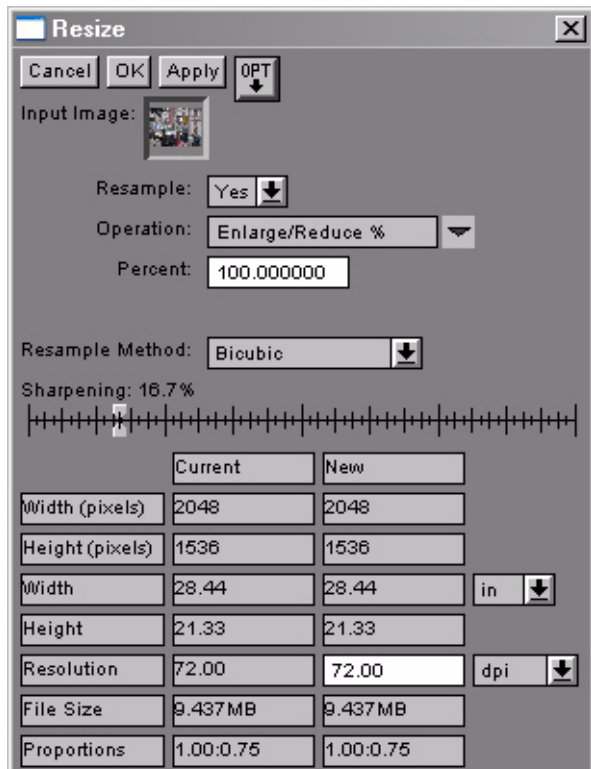 Resize
Cancel OK Apply OPT
Input Image:
Resample: Yes
Operation: Enlarge/Reduce %
Percent: 100.000000
Resample Method: Bicubic
Sharpening: 16.7%
Current New
Width (pixels) 2048 2048
Height (pixels) 1536 1536
Width 28.44 28.44 in
Height 21.33 21.33
Resolution 72.00 72.00 dpi
File Size 9.437MB 9.437MB
Proportions 1.00:0.75 1.00:0.75